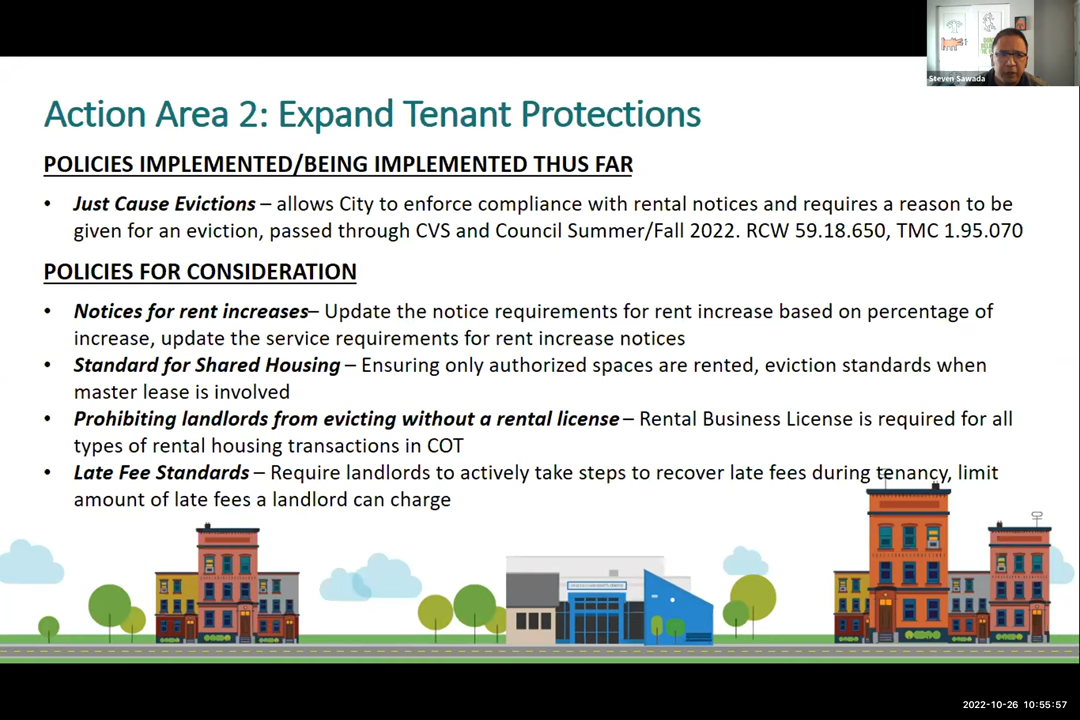 Steven Sawada
Action Area 2: Expand Tenant Protections
POLICIES IMPLEMENTED/BEING IMPLEMENTED THUS FAR
• Just Cause Evictions – allows City to enforce compliance with rental notices and requires a reason to be
given for an eviction, passed through CVS and Council Summer/Fall 2022. RCW 59.18.650, TMC 1.95.070
POLICIES FOR CONSIDERATION
• Notices for rent increases– Update the notice requirements for rent increase based on percentage of
increase, update the service requirements for rent increase notices
• Standard for Shared Housing – Ensuring only authorized spaces are rented, eviction standards when
master lease is involved
• Prohibiting landlords from evicting without a rental license – Rental Business License is required for all
types of rental housing transactions in COT
• Late Fee Standards – Require landlords to actively take steps to recover late fees during tenancy, limit
amount of late fees a landlord can charge
2022-10-26 10:55:57